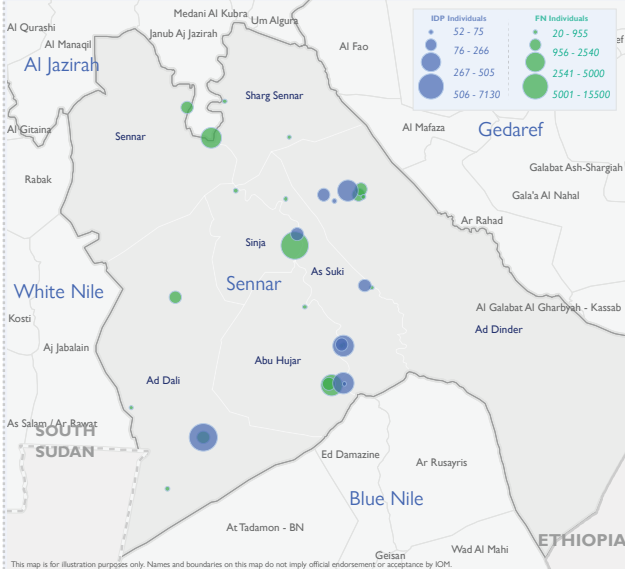 Medani Al Kubra
Um Algura
Al Qurashi
Janub Aj Jazirah
Al Manaqil
Al Fao
ef
Al Jazirah
IDP Individuals
52 - 75
76 - 266
267 - 505
506 - 7130
FN Individuals
20 - 955
956 - 2540
2541 - 5000
5001 - 15500
Sharg Sennar
Al Gitaina
Sennar
Al Mafaza
Gedaref
Galabat Ash-Shargiah
Rabak
Gala'a Al Nahal
Ar Rahad
Sinja
As Suki
White Nile
Sennar
Al Galabat Al Gharbyah - Kassab
Kosti
Ad Dinder
Aj Jabalain
Abu Hujar
Ad Dali
As Salam / Ar Rawat
SOUTH
SUDAN
Ed Damazine
Ar Rusayris
Blue Nile
At Tadamon - BN
ETHIOPIA
Wad Al Mahi
Geisan
This map is for illustration purposes only. Names and boundaries on this map do not imply official endorsement or acceptance by IOM.